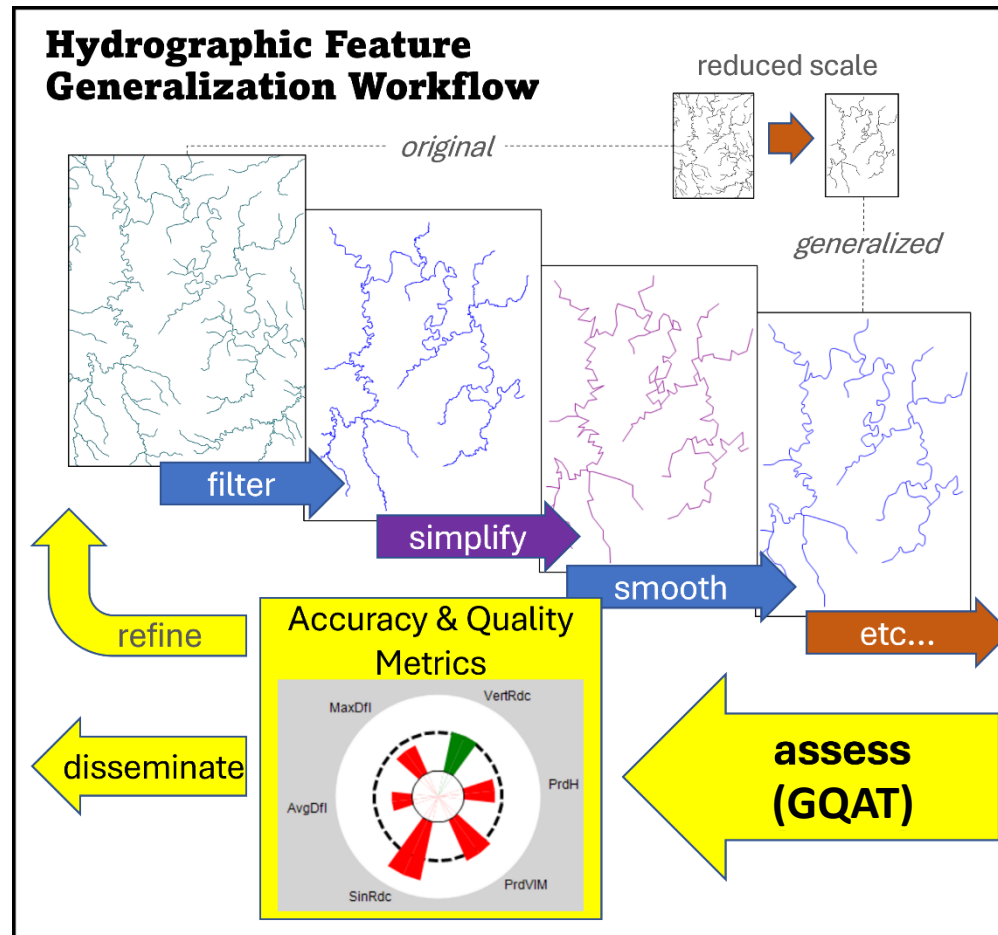 Hydrographic Feature
Generalization Workflow
reduced scale
original
generalized
filter
simplify
smooth
etc...
refine
Accuracy & Quality
Metrics
MaxDfl
VertRdc
AvgDfl
PrdH
SinRdc
PrdVIM
disseminate
assess
(GQAT)